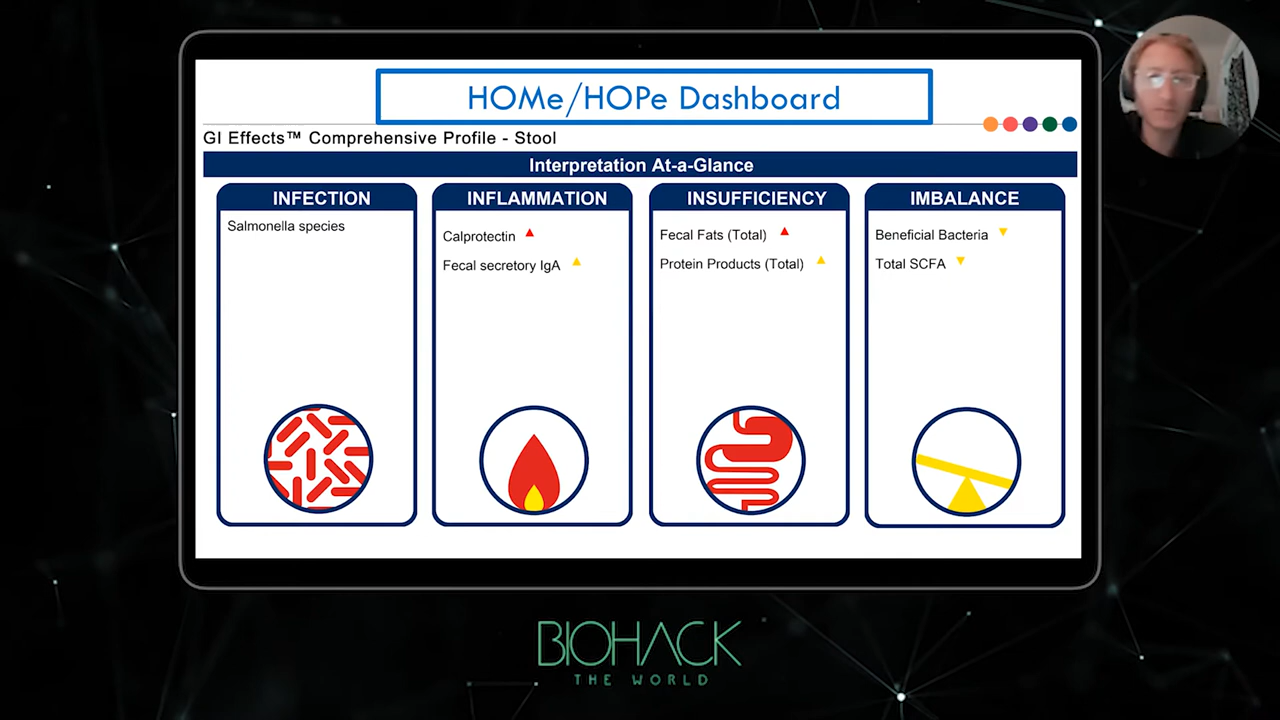 HOMe/HOPe Dashboard
GI Effects™ Comprehensive Profile - Stool
Interpretation At-a-Glance
INFECTION
Salmonella species
INFLAMMATION
Calprotectin
Fecal secretory IgA
INSUFFICIENCY
Fecal Fats (Total)
Protein Products (Total)
IMBALANCE
Beneficial Bacteria
Total SCFA
BIOHACK
THE WORLD